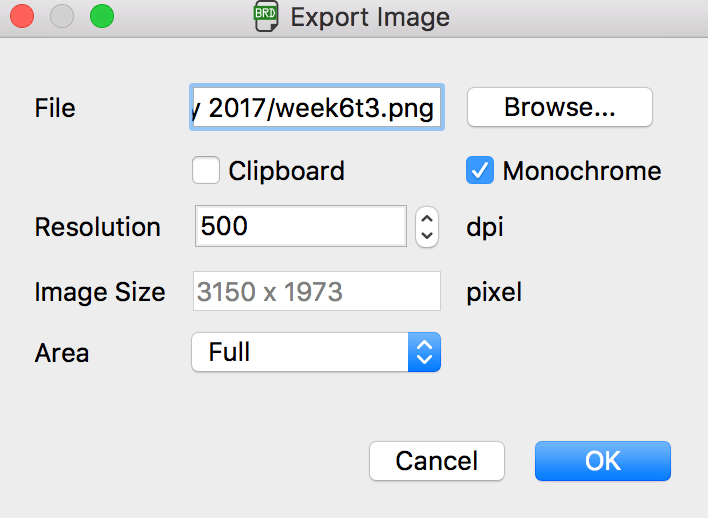 BRD Export Image
File y 2017/week6t3.png Browse...
Clipboard Monochrome
Resolution 500 dpi
Image Size 3150 x 1973 pixel
Area Full
Cancel OK